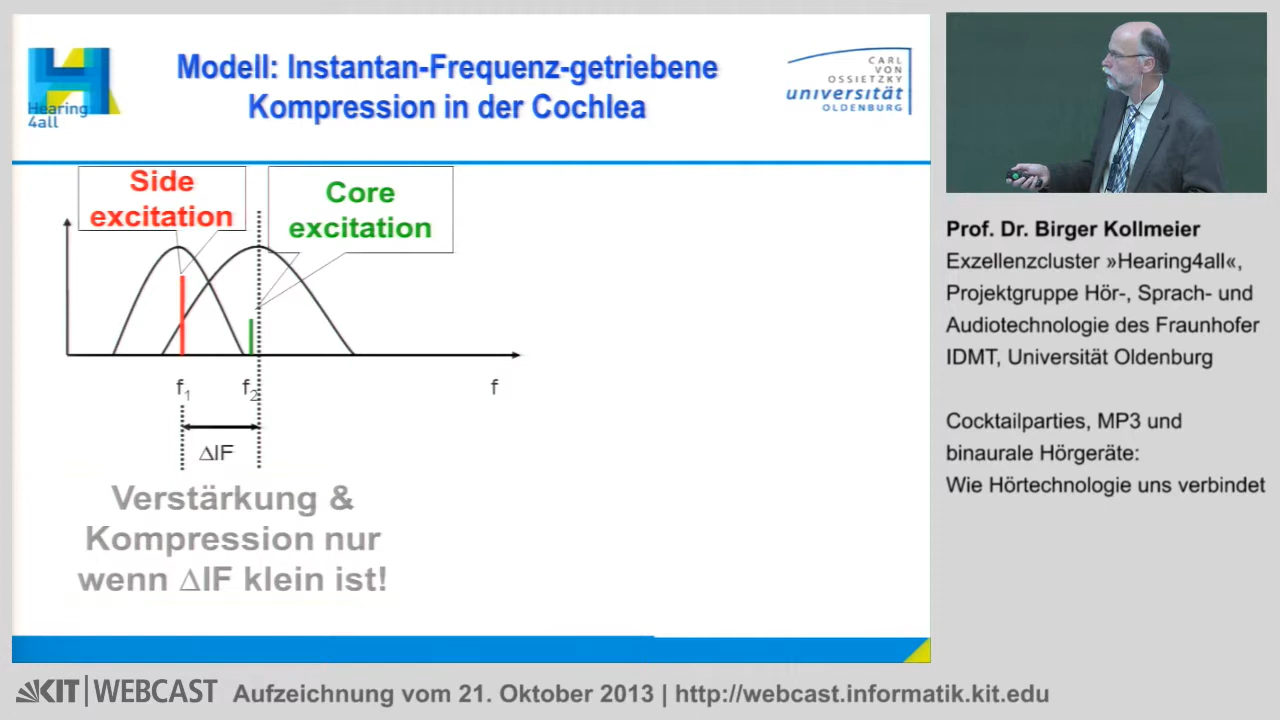 Modell: Instantan-Frequenz-getriebene
Kompression in der Cochlea
Hearing
4all
CARL
VON
OSSIETZKY
universität
OLDENBURG
Side
excitation
Core
excitation
f1
f2
f
ΔIF
Verstärkung &
Kompression nur
wenn ΔIF klein ist!
Prof. Dr. Birger Kollmeier
Exzellenzcluster »Hearing4all«,
Projektgruppe Hör-, Sprach- und
Audiotechnologie des Fraunhofer
IDMT, Universität Oldenburg
Cocktailparties, MP3 und
binaurale Hörgeräte:
Wie Hörtechnologie uns verbindet
KIT | WEBCAST Aufzeichnung vom 21. Oktober 2013 | http://webcast.informatik.kit.edu